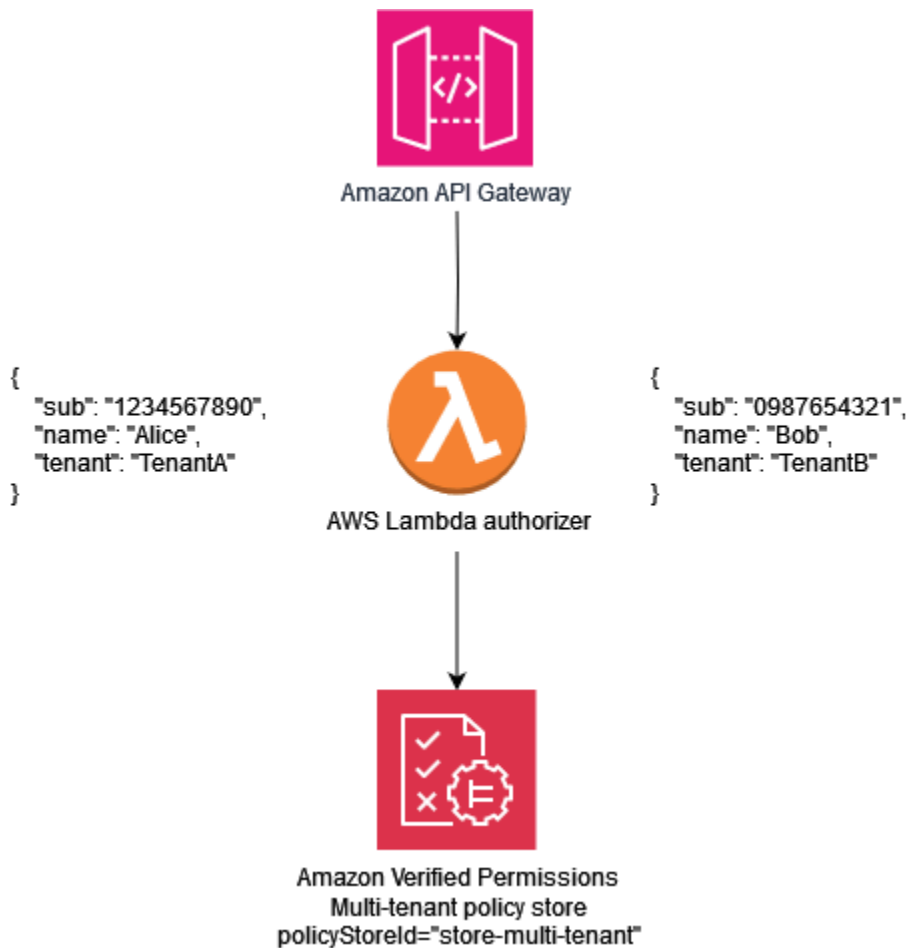 </>
Amazon API Gateway
{
"sub": "1234567890",
"name": "Alice",
"tenant": "TenantA"
}
{
"sub": "0987654321",
"name": "Bob",
"tenant": "TenantB"
}
AWS Lambda authorizer
Amazon Verified Permissions
Multi-tenant policy store
policyStoreId="store-multi-tenant"